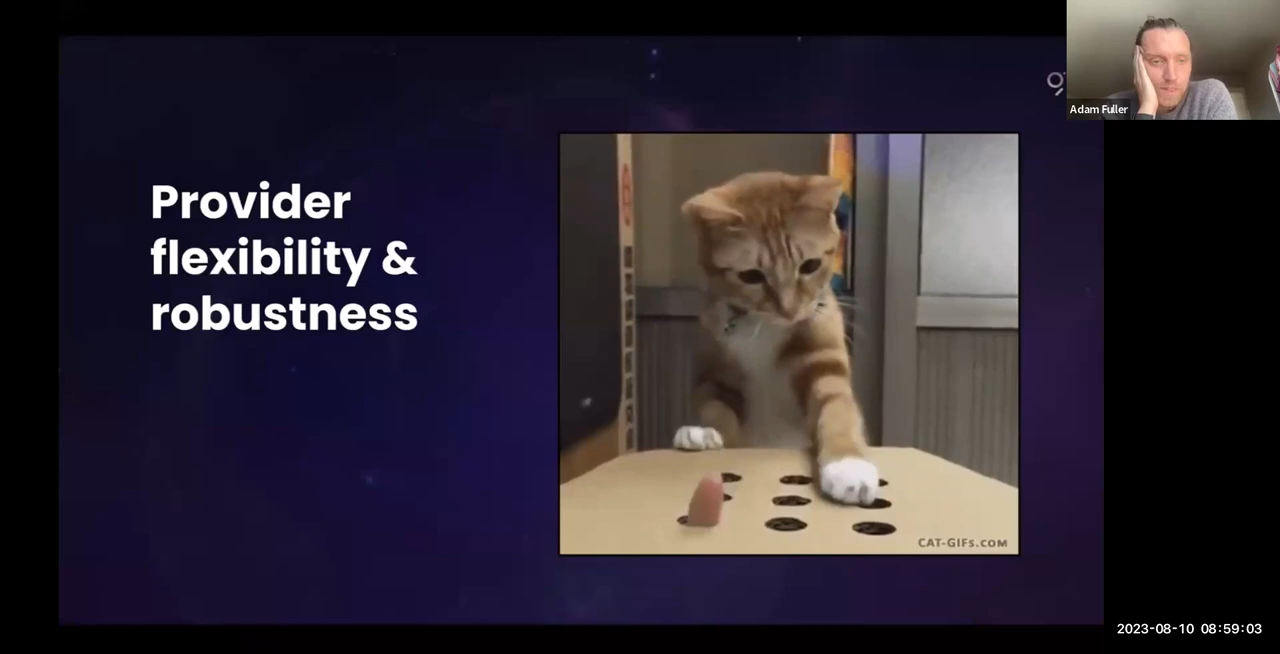 Provider
flexibility &
robustness
CAT-GIFS.COM
Adam Fuller
2023-08-10 08:59:03